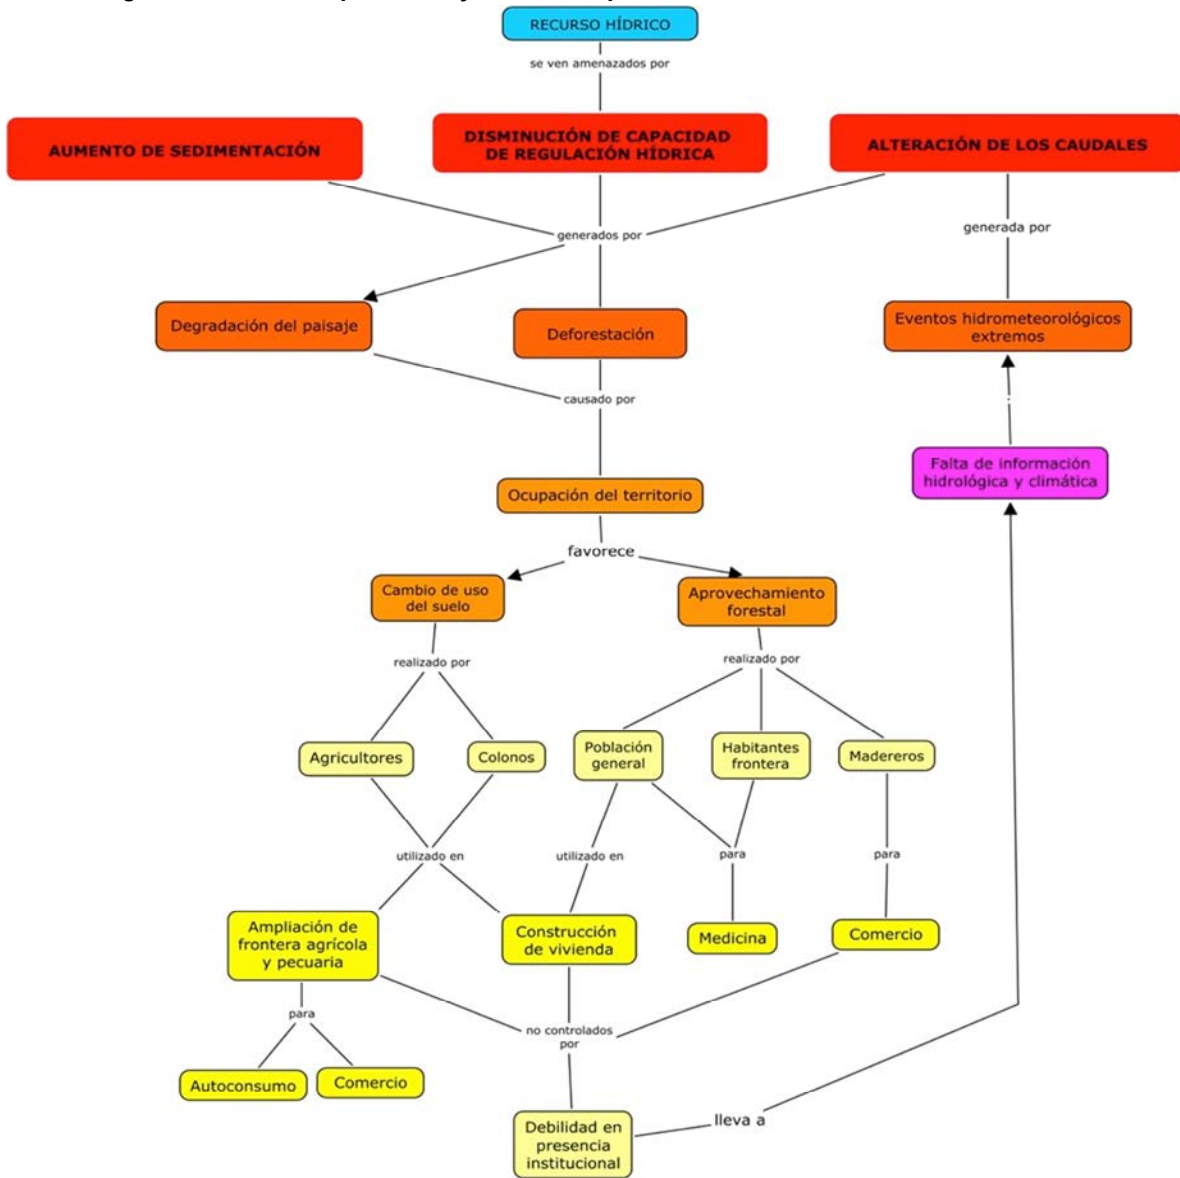 RECURSO HÍDRICO
se ven amenazados por
AUMENTO DE SEDIMENTACIÓN
DISMINUCIÓN DE CAPACIDAD
DE REGULACIÓN HÍDRICA
ALTERACIÓN DE LOS CAUDALES
generados por
generada por
Degradación del paisaje
Deforestación
Eventos hidrometeorológicos
extremos
causado por
Falta de información
hidrológica y climática
Ocupación del territorio
favorece
Cambio de uso
del suelo
Aprovechamiento
forestal
realizado por
realizado por
Agricultores
Colonos
Población
general
Habitantes
frontera
Madereros
utilizado en
utilizado en
para
para
Ampliación de
frontera agrícola
y pecuaria
Construcción
de vivienda
Medicina
Comercio
para
no controlados
por
Autoconsumo
Comercio
Debilidad en
presencia
institucional
lleva a